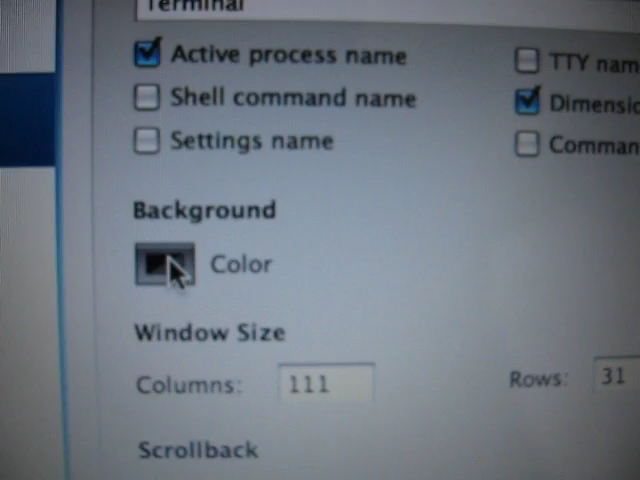 Terminal
Active process name
TTY nam
Shell command name
Dimensio
Settings name
Comman
Background
Color
Window Size
Columns: 111
Rows: 31
Scrollback